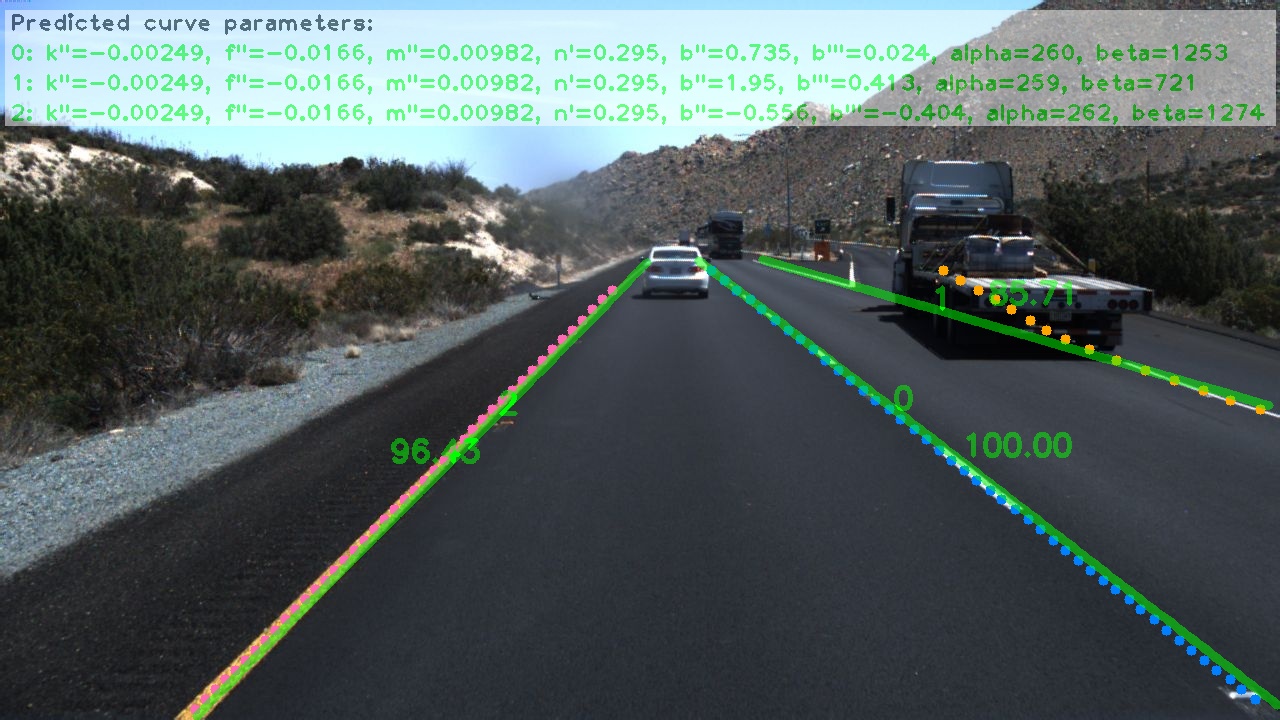 Predicted curve parameters:
0: k''=-0.00249, f''=-0.0166, m''=0.00982, n'=0.295, b''=0.735, b'''=0.024, alpha=260, beta=1253
1: k''=-0.00249, f''=-0.0166, m''=0.00982, n'=0.295, b''=1.95, b'''=0.413, alpha=259, beta=721
2: k''=-0.00249, f''=-0.0166, m''=0.00982, n'=0.295, b''=-0.556, b'''=-0.404, alpha=262, beta=1274
1 85.71
2 0
96.43 100.00